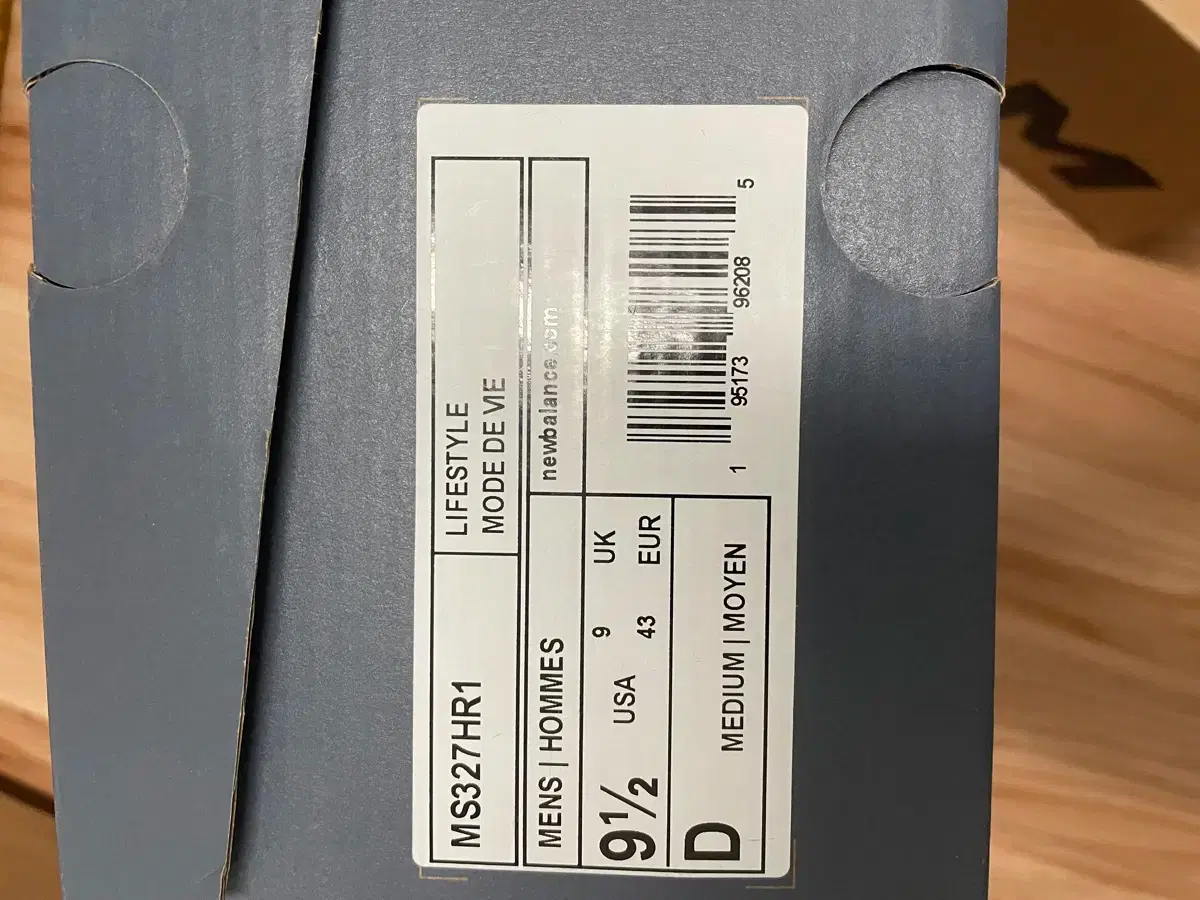 MS327HR1
LIFESTYLE
MODE DE VIE
MENS | HOMMES
newbalance.com
9½ USA
9 UK
43 EUR
D
MEDIUM | MOYEN
1 95173 96208 5